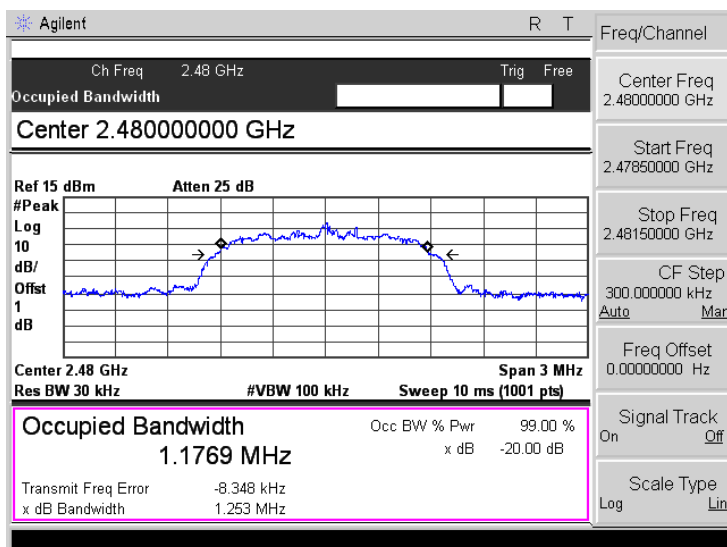 Agilent R T
Ch Freq 2.48 GHz Trig Free
Occupied Bandwidth
Center 2.480000000 GHz
Ref 15 dBm Atten 25 dB
#Peak
Log
10
dB/
Offst
1
dB
Center 2.48 GHz Span 3 MHz
Res BW 30 kHz #VBW 100 kHz Sweep 10 ms (1001 pts)
Occupied Bandwidth
1.1769 MHz
Occ BW % Pwr 99.00 %
x dB -20.00 dB
Transmit Freq Error -8.348 kHz
x dB Bandwidth 1.253 MHz
Freq/Channel
Center Freq
2.48000000 GHz
Start Freq
2.47850000 GHz
Stop Freq
2.48150000 GHz
CF Step
300.000000 kHz
Auto Man
Freq Offset
0.00000000 Hz
Signal Track
On Off
Scale Type
Log Lin